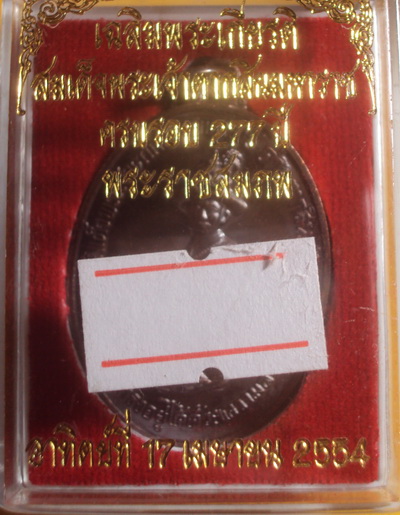 เฉลิมพระเกียรติ
สมเด็จพระเจ้าตากสินมหาราช
ครบรอบ 277 ปี
พระราชสมภพ
อาทิตย์ที่ 17 เมษายน 2554